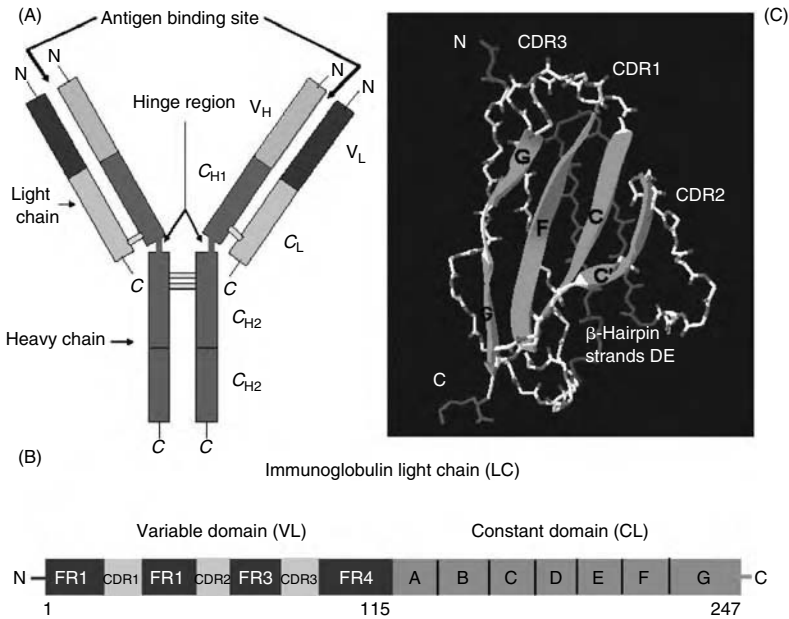 (A)
Antigen binding site
N
N
N
N
Hinge region
VH
VL
CH1
Light
chain
CL
C
C
CH2
Heavy chain
CH2
C
C
(C)
N
CDR3
CDR1
G
CDR2
F
C
C'
G
β-Hairpin
strands DE
C
(B)
Immunoglobulin light chain (LC)
Variable domain (VL)
Constant domain (CL)
N
FR1
CDR1
FR1
CDR2
FR3
CDR3
FR4
A
B
C
D
E
F
G
C
1
115
247